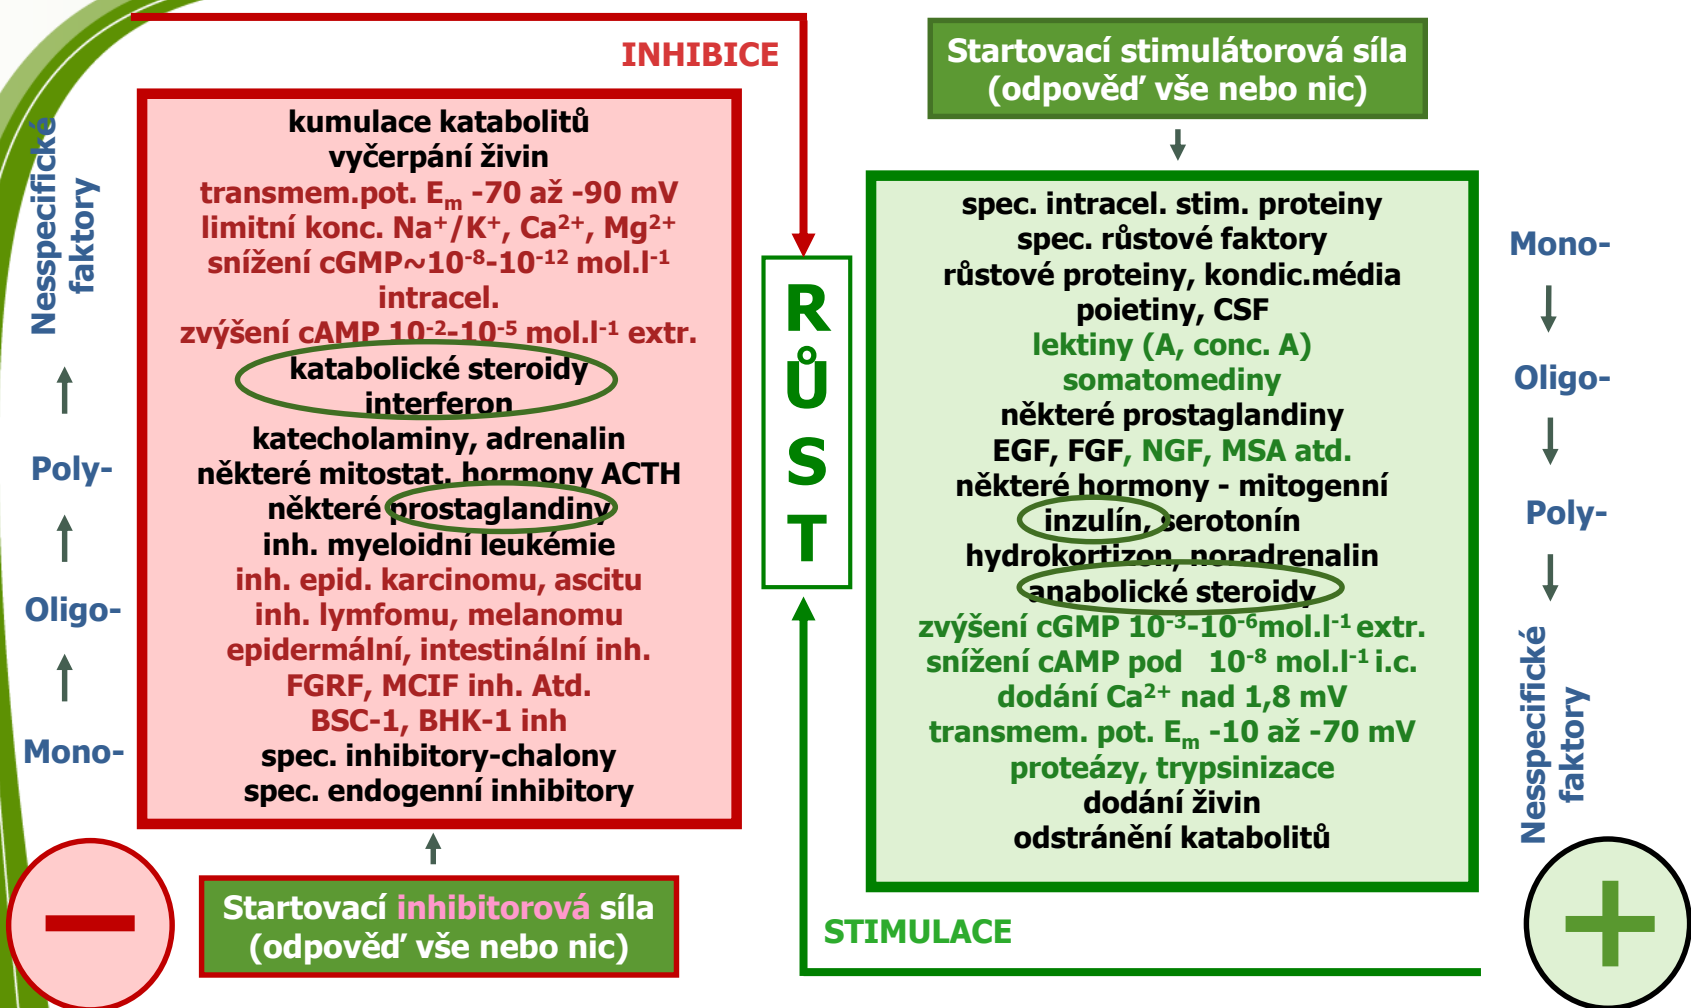 INHIBICE
Startovací stimulátorová síla
(odpověď vše nebo nic)
Nesspecifické
faktory
Poly-
Oligo-
Mono-
kumulace katabolitů
vyčerpání živin
transmem.pot. Eₘ -70 až -90 mV
limitní konc. Na⁺/K⁺, Ca²⁺, Mg²⁺
snížení cGMP~10⁻⁸-10⁻¹² mol.l⁻¹
intracel.
zvýšení cAMP 10⁻²-10⁻⁵ mol.l⁻¹ extr.
katabolické steroidy
interferon
katecholaminy, adrenalin
některé mitostat. hormony ACTH
některé prostaglandiny
inh. myeloidní leukémie
inh. epid. karcinomu, ascitu
inh. lymfomu, melanomu
epidermální, intestinální inh.
FGRF, MCIF inh. Atd.
BSC-1, BHK-1 inh
spec. inhibitory-chalony
spec. endogenní inhibitory
Startovací inhibitorová síla
(odpověď vše nebo nic)
R
Ů
S
T
spec. intracel. stim. proteiny
spec. růstové faktory
růstové proteiny, kondic.média
poietiny, CSF
lektiny (A, conc. A)
somatomediny
některé prostaglandiny
EGF, FGF, NGF, MSA atd.
některé hormony - mitogenní
inzulín, serotonín
hydrokortizon, noradrenalin
anabolické steroidy
zvýšení cGMP 10⁻³-10⁻⁶mol.l⁻¹ extr.
snížení cAMP pod 10⁻⁸ mol.l⁻¹ i.c.
dodání Ca²⁺ nad 1,8 mV
transmem. pot. Eₘ -10 až -70 mV
proteázy, trypsinizace
dodání živin
odstránění katabolitů
STIMULACE
Mono-
Oligo-
Poly-
Nesspecifické
faktory